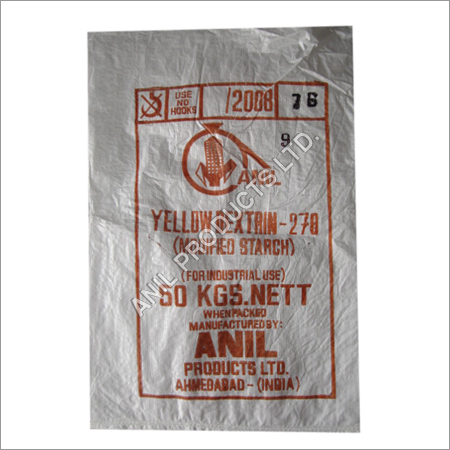 USE
NO
HOOKS
/2008
76
9
ANIL
YELLOW DEXTRIN-278
(MODIFIED STARCH)
(FOR INDUSTRIAL USE)
50 KGS.NETT
WHEN PACKED
MANUFACTURED BY:
ANIL
PRODUCTS LTD.
AHMEDABAD-(INDIA)
ANIL PRODUCTS LTD.